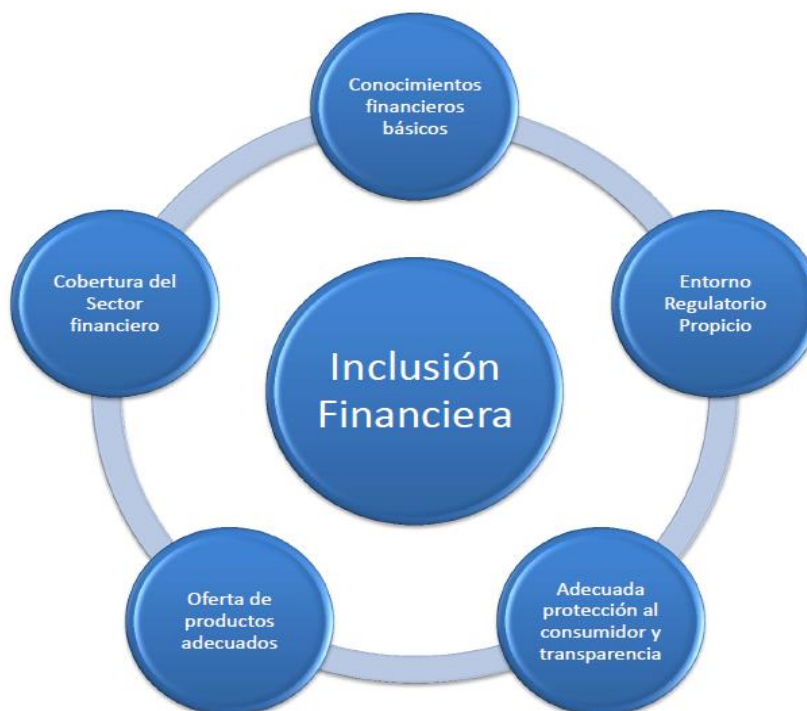 Conocimientos
financieros
básicos
Cobertura del
Sector
financiero
Entorno
Regulatorio
Propicio
Inclusión
Financiera
Oferta de
productos
adecuados
Adecuada
protección al
consumidor y
transparencia